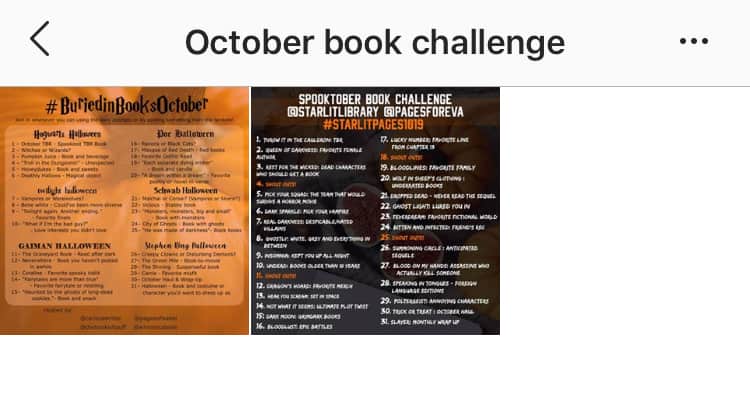 October book challenge
#BuriedinBooksOctober
Hogwarts Halloween
1 - October TBR - Spooktost TBR Book
2 - Witches or Wizards?
3 - Pumpkin Juice - Book and beverage
4 - "Troll in the Dungeons!" - Unexpected
5 - Honeydukes - Book and sweets
6 - Deathly Hallows - Magical object
Twilight Halloween
7 - Vampires or Werewolves?
8 - Bella white - Could've been more diverse
9 - "Twilight again. Another ending."
- Favorite finale
10 - "What if I'm the bad guy?"
- Love interests you didn't love
GAIMAN HALLOWEEN
11 - The Graveyard Book - Read after dark
12 - Neverwhere - Book you haven't posted
in awhile
13 - Coraline - Favorite spooky book
14 - "Fairytales are more than true"
- Favorite fairytale or retelling
15 - "Haunted by the ghosts of long-dead
cookies." - Book and snack
Poe Halloween
16 - Ravens or Black Cats?
17 - Masque of Red Death - Red books
18 - Favorite Gothic Read
19 - "Each separate dying ember"
- Book and candle
20 - "A dream within a dream" - Favorite
poetry or novel in verse
Schwab Halloween
21 - Matchar or Corsai? (Vampire or Ghoul?)
22 - Vicious - Villains book
23 - "Monsters, monsters, big and small"
- Book with monsters
24 - City of Ghosts - Book with ghosts
25 - "He was made of darkness" - Black books
Stephen King Halloween
26 - Creepy Clowns or Disturbing Dements?
27 - The Green Mile - Book-to-movie
28 - The Shining - Suspenseful book
29 - Carrie - Favorite misfit
30 - October Haul & Wrap-Up
31 - Halloween - Book and costume or
character you'd want to dress up as
Hosted by:
SPOOKTOBER BOOK CHALLENGE
@STARLITLIBRARY @PAGESFOREVA
#STARLITPAGES1019
1. THROW IT IN THE CAULDRON: TBR
2. QUEEN OF DARKNESS: FAVORITE FEMALE
AUTHOR
3. REST FOR THE WICKED: DEAD CHARACTERS
WHO SHOULD GET A BOOK
4. SHOUT OUTS!
5. PICK YOUR SQUAD: THE TEAM THAT WOULD
SURVIVE A HORROR MOVIE
6. DARK SPARKLE: PICK YOUR VAMPIRE
7. REAL DARKNESS: DESPICABLE/HATED
VILLAINS
8. GHOSTLY: WHITE, GREY AND EVERYTHING IN
BETWEEN
9. INSOMNIA: KEPT YOU UP ALL NIGHT
10. UNDEAD: BOOKS OLDER THAN 10 YEARS
11. SHOUT OUTS!
12. DRAGON'S HOARD: FAVORITE MERCH
13. HEAR YOU SCREAM: SET IN SPACE
14. NOT WHAT IT SEEMS: ULTIMATE PLOT TWIST
15: DARK MOON: GRIMDARK BOOKS
16. BLOODLUST: EPIC BATTLES
17. LUCKY NUMBER: FAVORITE LINE
FROM CHAPTER 13
18. SHOUT OUTS!
19. BLOODLINES: FAVORITE FAMILY
20. WOLF IN SHEEP'S CLOTHING :
UNDERRATED BOOKS
21. DROPPED DEAD - NEVER READ THE SEQUEL
22. GHOST LIGHT: LURED YOU IN
23. FEVERDREAM: FAVORITE FICTIONAL WORLD
24. BITTEN AND INFECTED: FRIEND'S REC
25. SHOUT OUTS!
26. SUMMONING CIRCLE : ANTICIPATED
SEQUELS
27. BLOOD ON MY HANDS: ASSASSINS WHO
ACTUALLY KILL SOMEONE
28. SPEAKING IN TONGUES - FOREIGN
LANGUAGE EDITIONS
29. POLTERGEIST: ANNOYING CHARACTERS
30. TRICK OR TREAT : OCTOBER HAUL
31. SLAYER: MONTHLY WRAP UP